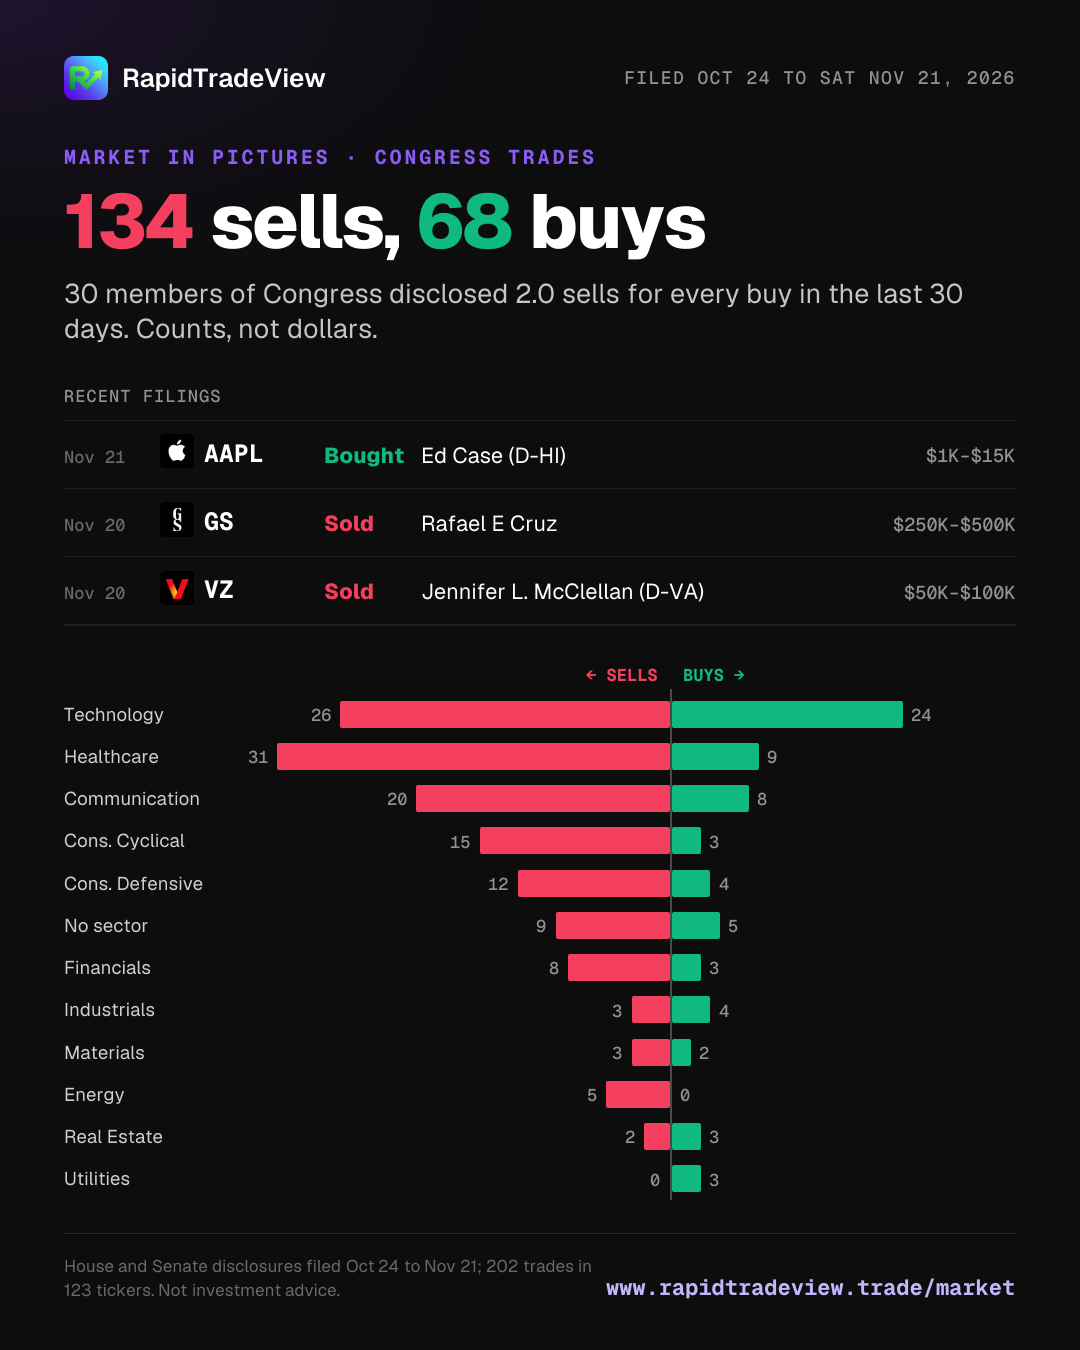 RapidTradeView
FILED OCT 24 TO SAT NOV 21, 2026
MARKET IN PICTURES · CONGRESS TRADES
134 sells, 68 buys
30 members of Congress disclosed 2.0 sells for every buy in the last 30
days. Counts, not dollars.
RECENT FILINGS
Nov 21 AAPL Bought Ed Case (D-HI) $1K–$15K
Nov 20 GS Sold Rafael E Cruz $250K–$500K
Nov 20 VZ Sold Jennifer L. McClellan (D-VA) $50K–$100K
← SELLS BUYS →
Technology 26 24
Healthcare 31 9
Communication 20 8
Cons. Cyclical 15 3
Cons. Defensive 12 4
No sector 9 5
Financials 8 3
Industrials 3 4
Materials 3 2
Energy 5 0
Real Estate 2 3
Utilities 0 3
House and Senate disclosures filed Oct 24 to Nov 21; 202 trades in
123 tickers. Not investment advice.
www.rapidtradeview.trade/market